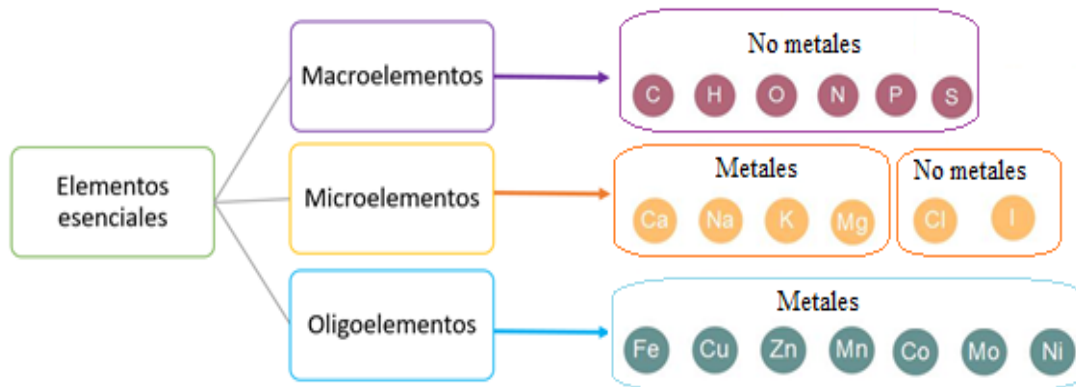 Elementos
esenciales
Macroelementos
No metales
C H O N P S
Microelementos
Metales
Ca Na K Mg
No metales
Cl I
Oligoelementos
Metales
Fe Cu Zn Mn Co Mo Ni